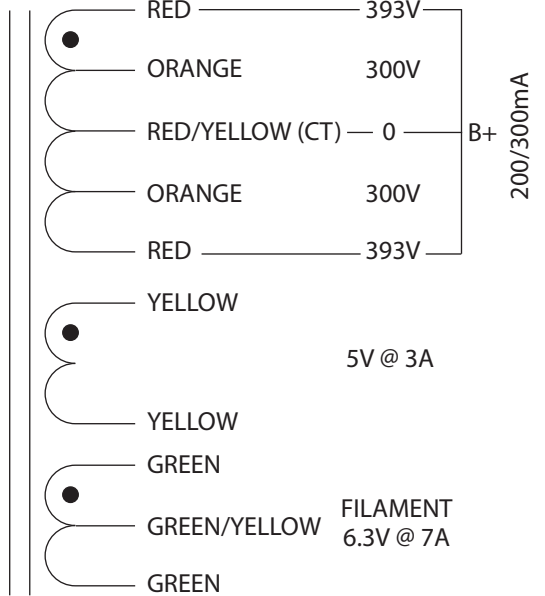 RED 393V
ORANGE 300V
RED/YELLOW (CT) 0 B+
200/300mA
ORANGE 300V
RED 393V
YELLOW
5V @ 3A
YELLOW
GREEN
FILAMENT
GREEN/YELLOW 6.3V @ 7A
GREEN